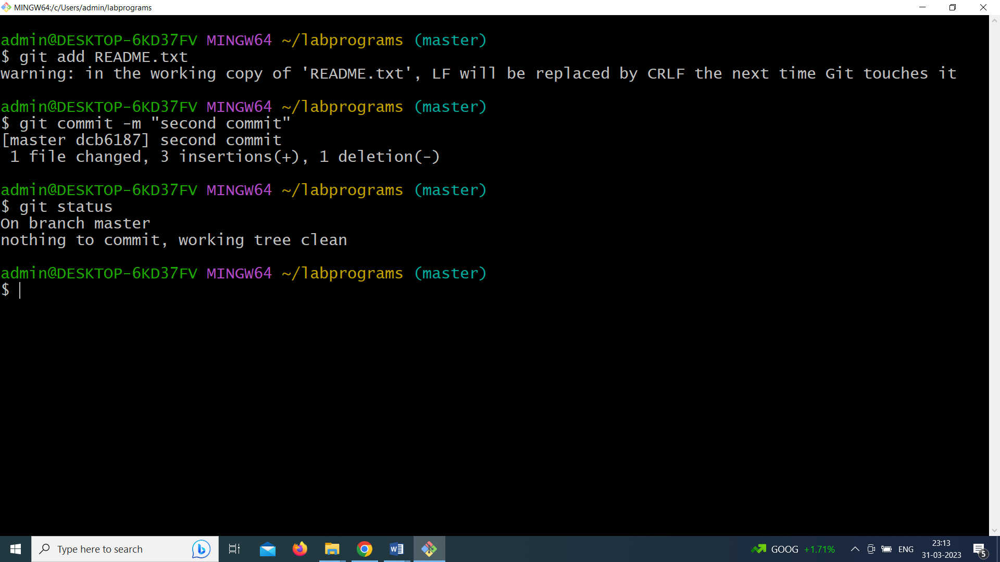 MINGW64:/c/Users/admin/labprograms
admin@DESKTOP-6KD37FV MINGW64 ~/labprograms (master)
$ git add README.txt
warning: in the working copy of 'README.txt', LF will be replaced by CRLF the next time Git touches it
admin@DESKTOP-6KD37FV MINGW64 ~/labprograms (master)
$ git commit -m "second commit"
[master dcb6187] second commit
 1 file changed, 3 insertions(+), 1 deletion(-)
admin@DESKTOP-6KD37FV MINGW64 ~/labprograms (master)
$ git status
On branch master
nothing to commit, working tree clean
admin@DESKTOP-6KD37FV MINGW64 ~/labprograms (master)
$
Type here to search
GOOG +1.71%
ENG
23:13
31-03-2023
5